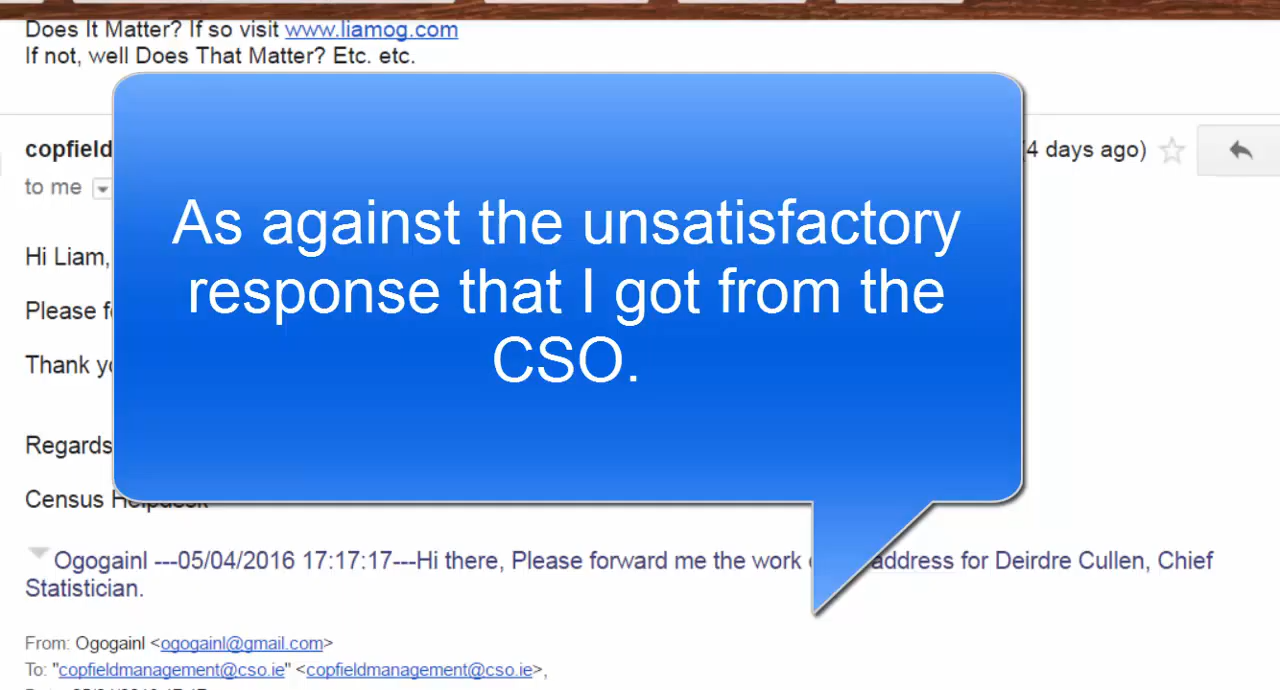 Does It Matter? If so visit www.liamog.com
If not, well Does That Matter? Etc. etc.
copfield
4 days ago)
to me
As against the unsatisfactory
response that I got from the
CSO.
Hi Liam,
Please
Thank
Regards
Census Helpdesk
Ogogainl ---05/04/2016 17:17:17---Hi there, Please forward me the work address for Deirdre Cullen, Chief
Statistician.
From: Ogogainl <ogogainl@gmail.com>
To: "copfieldmanagement@cso.ie" <copfieldmanagement@cso.ie>,